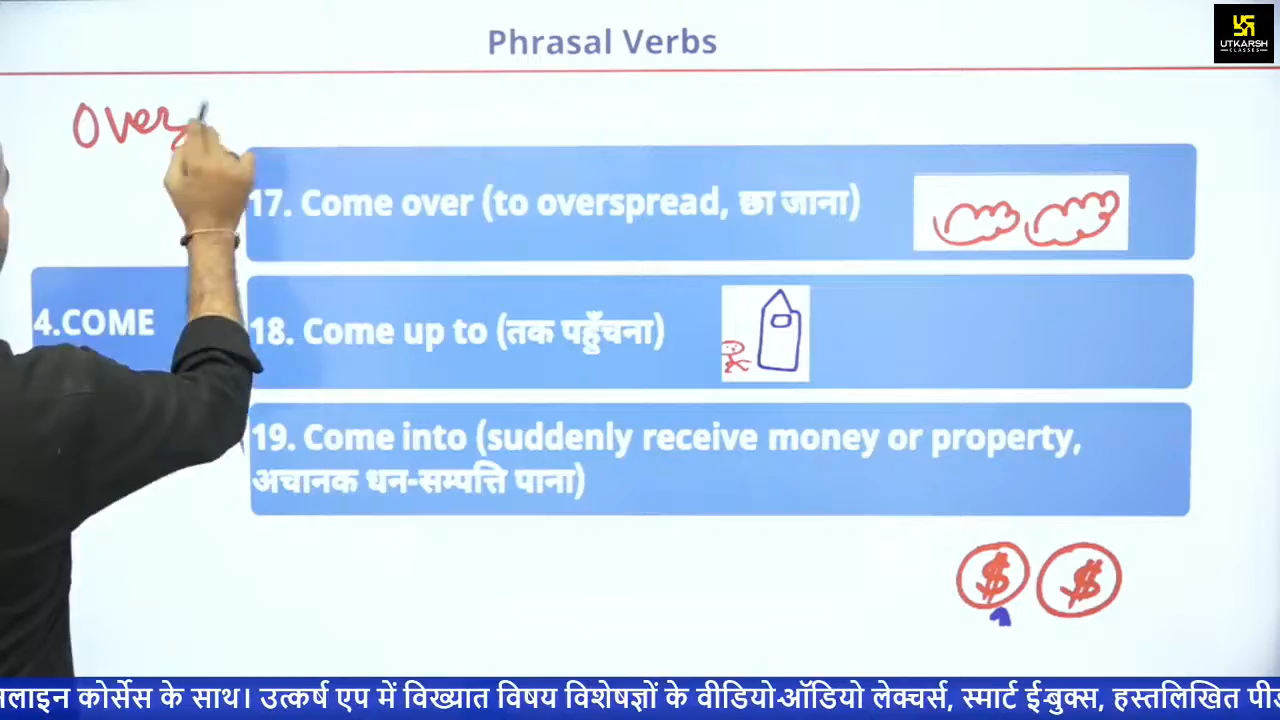 Phrasal Verbs
UTKARSH
CLASSES
Over
17. Come over (to overspread, छा जाना)
4.COME
18. Come up to (तक पहुँचना)
19. Come into (suddenly receive money or property,
अचानक धन-सम्पत्ति पाना)
$ $
कोर्सेस के साथ। उत्कर्ष एप में विख्यात विषय विशेषज्ञों के वीडियो-ऑडियो लेक्चर्स, स्मार्ट ई-बुक्स, हस्तलिखित